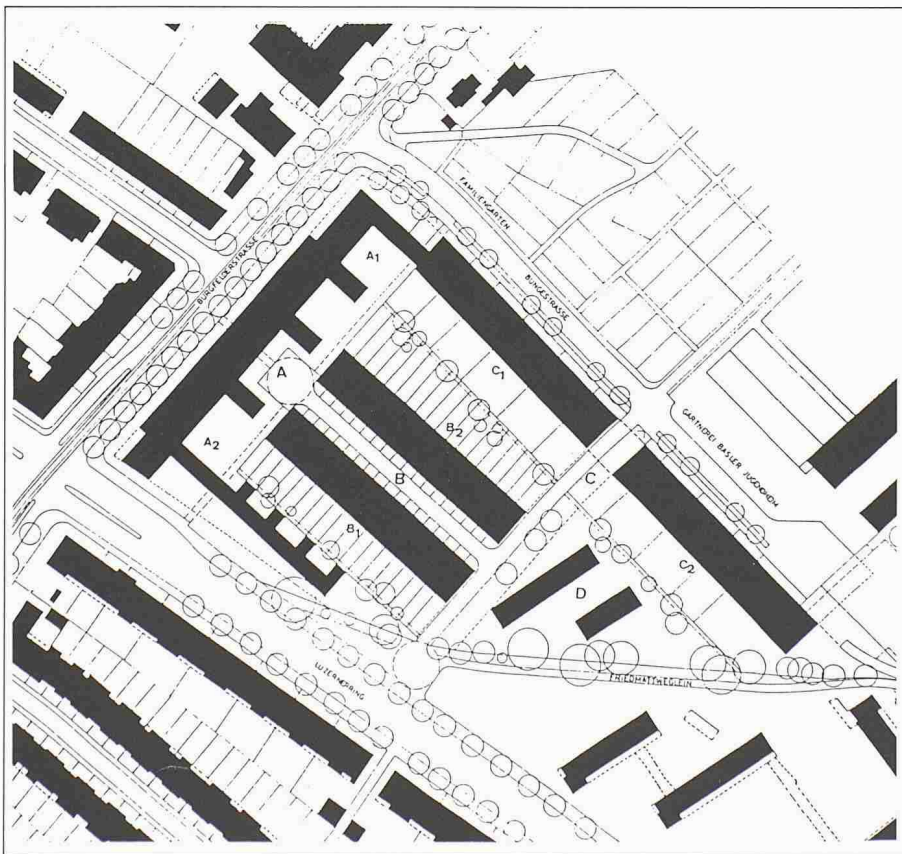 FAMILIENGARTEN
BURGFELDERSTRASSE
BUNGESTRASSE
A1
A
C1
A2
B2
B
B1
C
GÄRTNEREI BASLER JUGENDHEIM
C2
D
LUZERNERRING
FRIEDMATTWEGLEIN